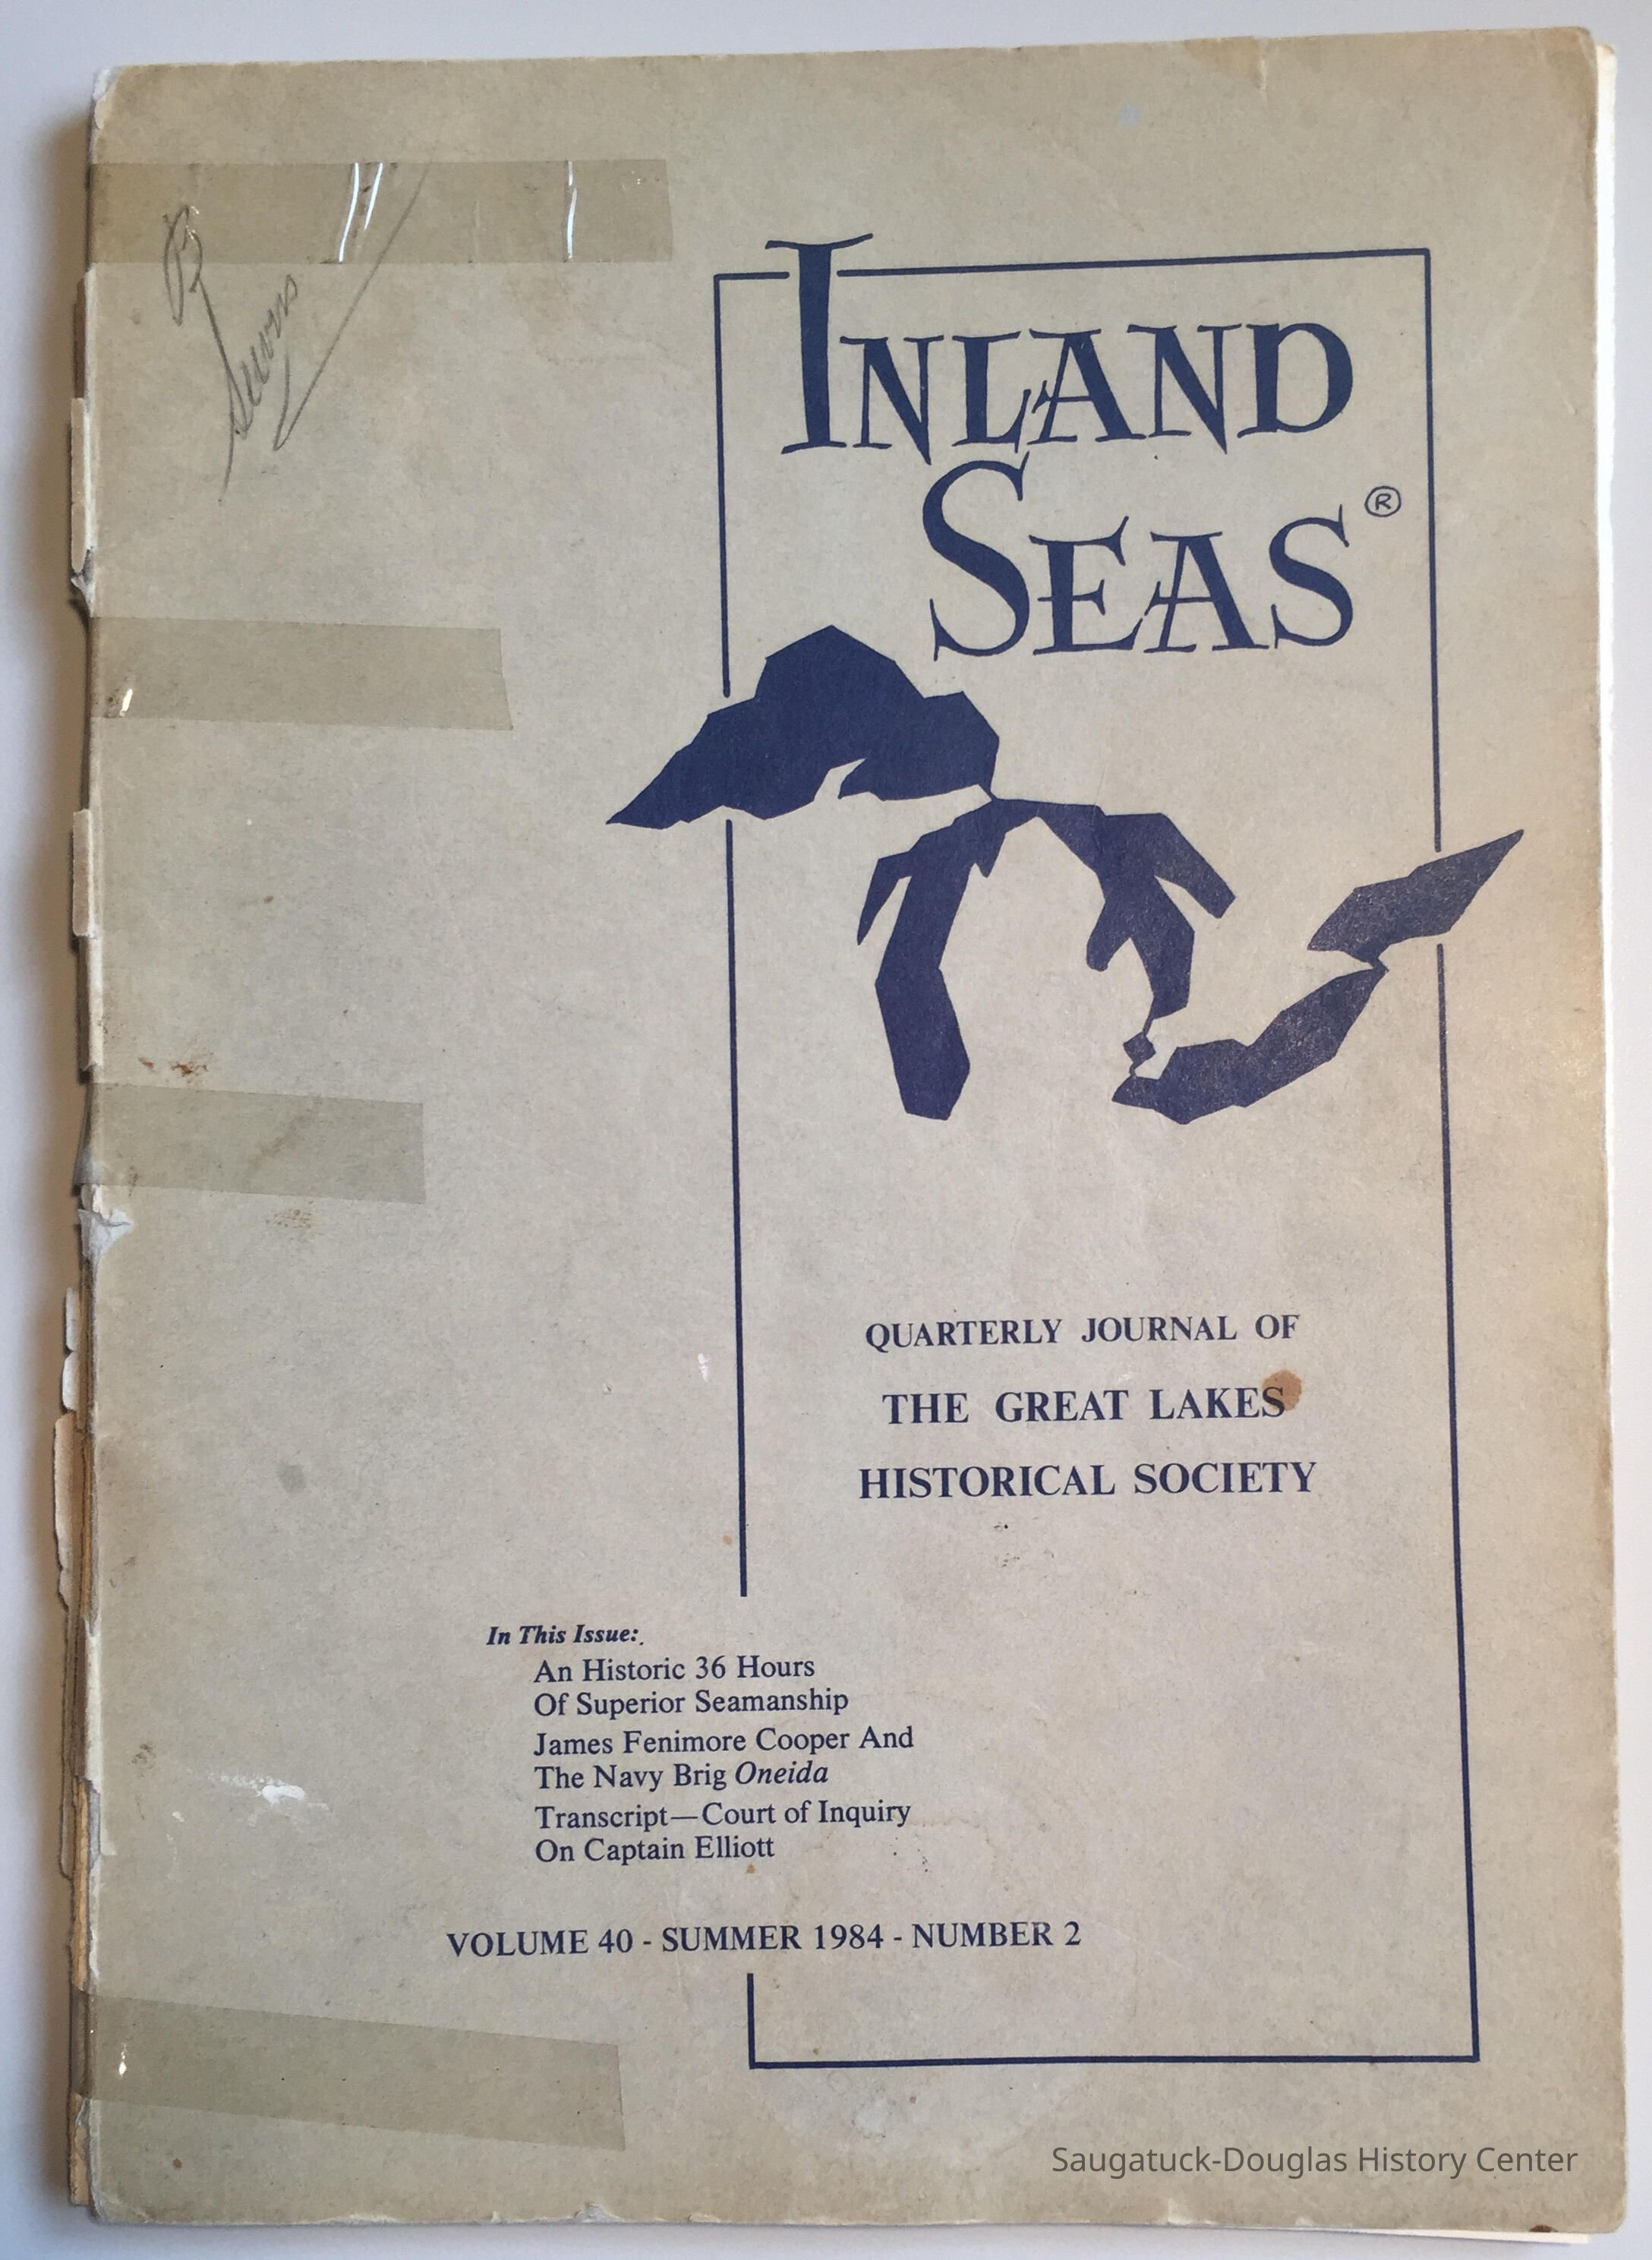 INLAND
SEAS®
QUARTERLY JOURNAL OF
THE GREAT LAKES
HISTORICAL SOCIETY
In This Issue:
An Historic 36 Hours
Of Superior Seamanship
James Fenimore Cooper And
The Navy Brig Oneida
Transcript—Court of Inquiry
On Captain Elliott
VOLUME 40 - SUMMER 1984 - NUMBER 2
Saugatuck-Douglas History Center